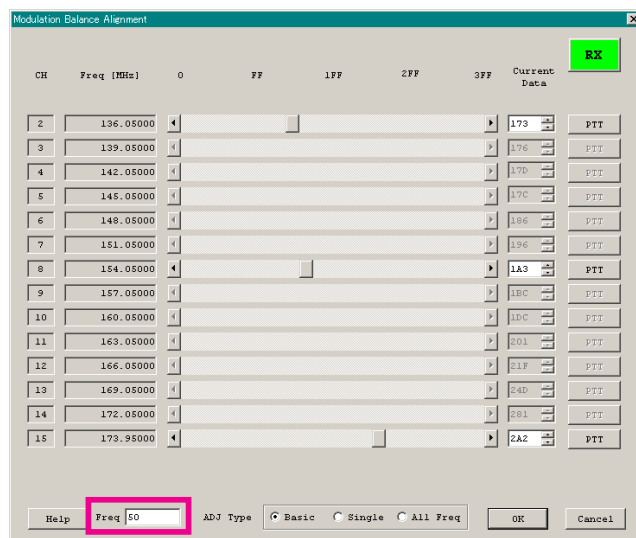 Modulation Balance Alignment
RX
CH Freq [MHz] 0 FF 1FF 2FF 3FF Current Data
2 136.05000 173 PTT
3 139.05000 176 PTT
4 142.05000 17D PTT
5 145.05000 17C PTT
6 148.05000 186 PTT
7 151.05000 196 PTT
8 154.05000 1A3 PTT
9 157.05000 1BC PTT
10 160.05000 1DC PTT
11 163.05000 201 PTT
12 166.05000 21F PTT
13 169.05000 24D PTT
14 172.05000 281 PTT
15 173.95000 2A2 PTT
Help Freq 50 ADJ Type Basic Single All Freq OK Cancel